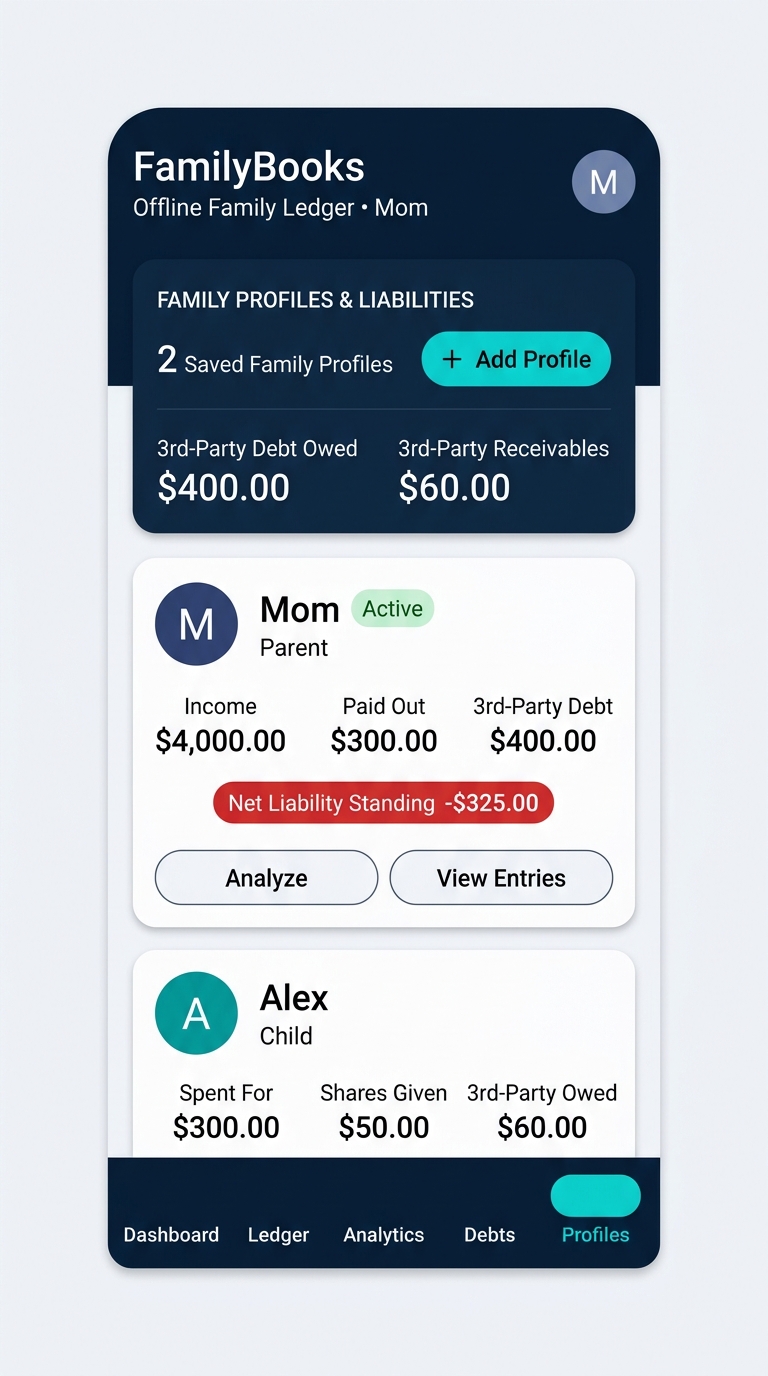 FamilyBooks
M
Offline Family Ledger • Mom
FAMILY PROFILES & LIABILITIES
2 Saved Family Profiles
+ Add Profile
3rd-Party Debt Owed
3rd-Party Receivables
$400.00
$60.00
M
Mom
Active
Parent
Income
Paid Out
3rd-Party Debt
$4,000.00
$300.00
$400.00
Net Liability Standing -$325.00
Analyze
View Entries
A
Alex
Child
Spent For
Shares Given
3rd-Party Owed
$300.00
$50.00
$60.00
Dashboard
Ledger
Analytics
Debts
Profiles